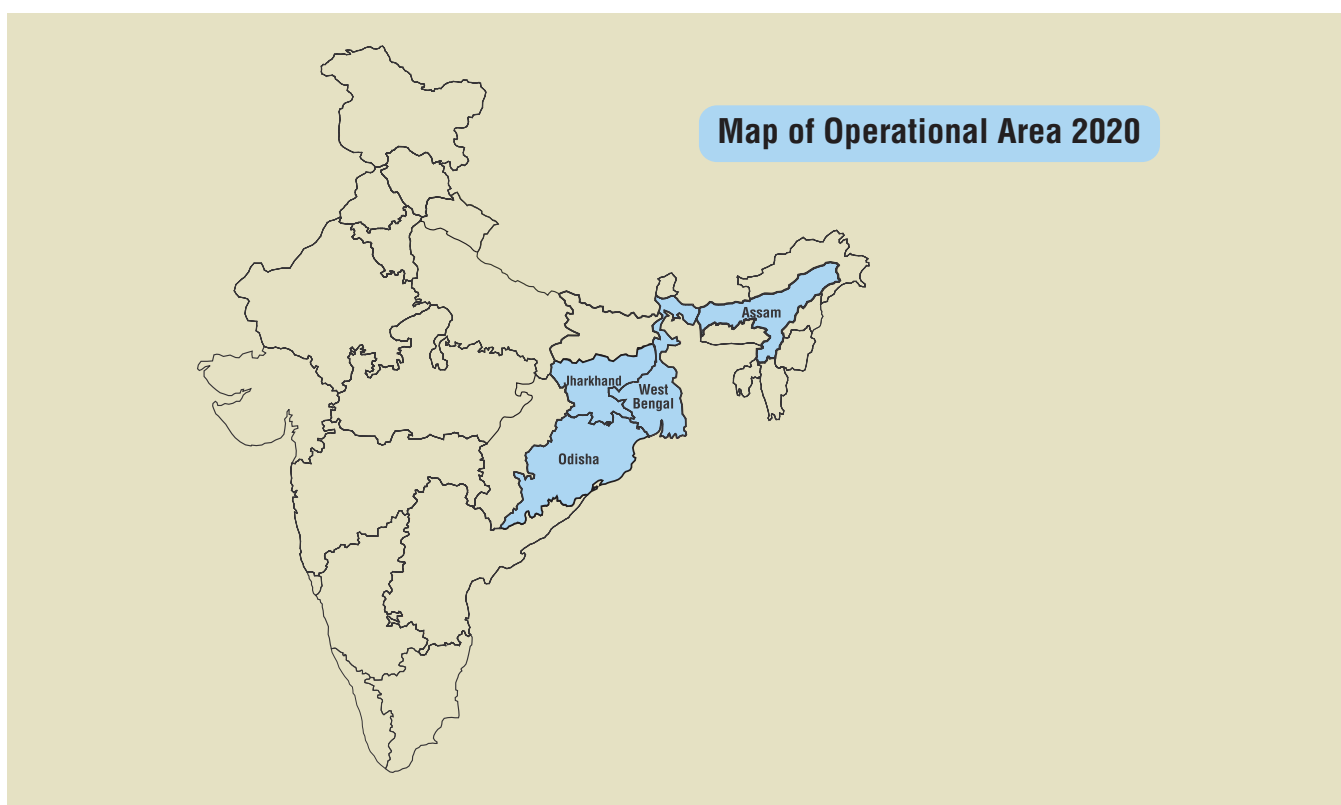 Map of Operational Area 2020
Assam
Jharkhand
West
Bengal
Odisha